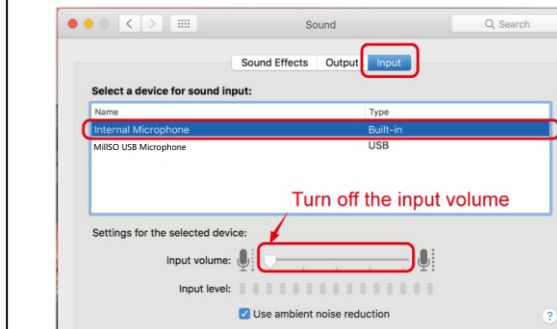 Sound
Search
Sound Effects Output Input
Select a device for sound input:
Name Type
Internal Microphone Built-in
MillSO USB Microphone USB
Turn off the input volume
Settings for the selected device:
Input volume:
Input level:
Use ambient noise reduction
?